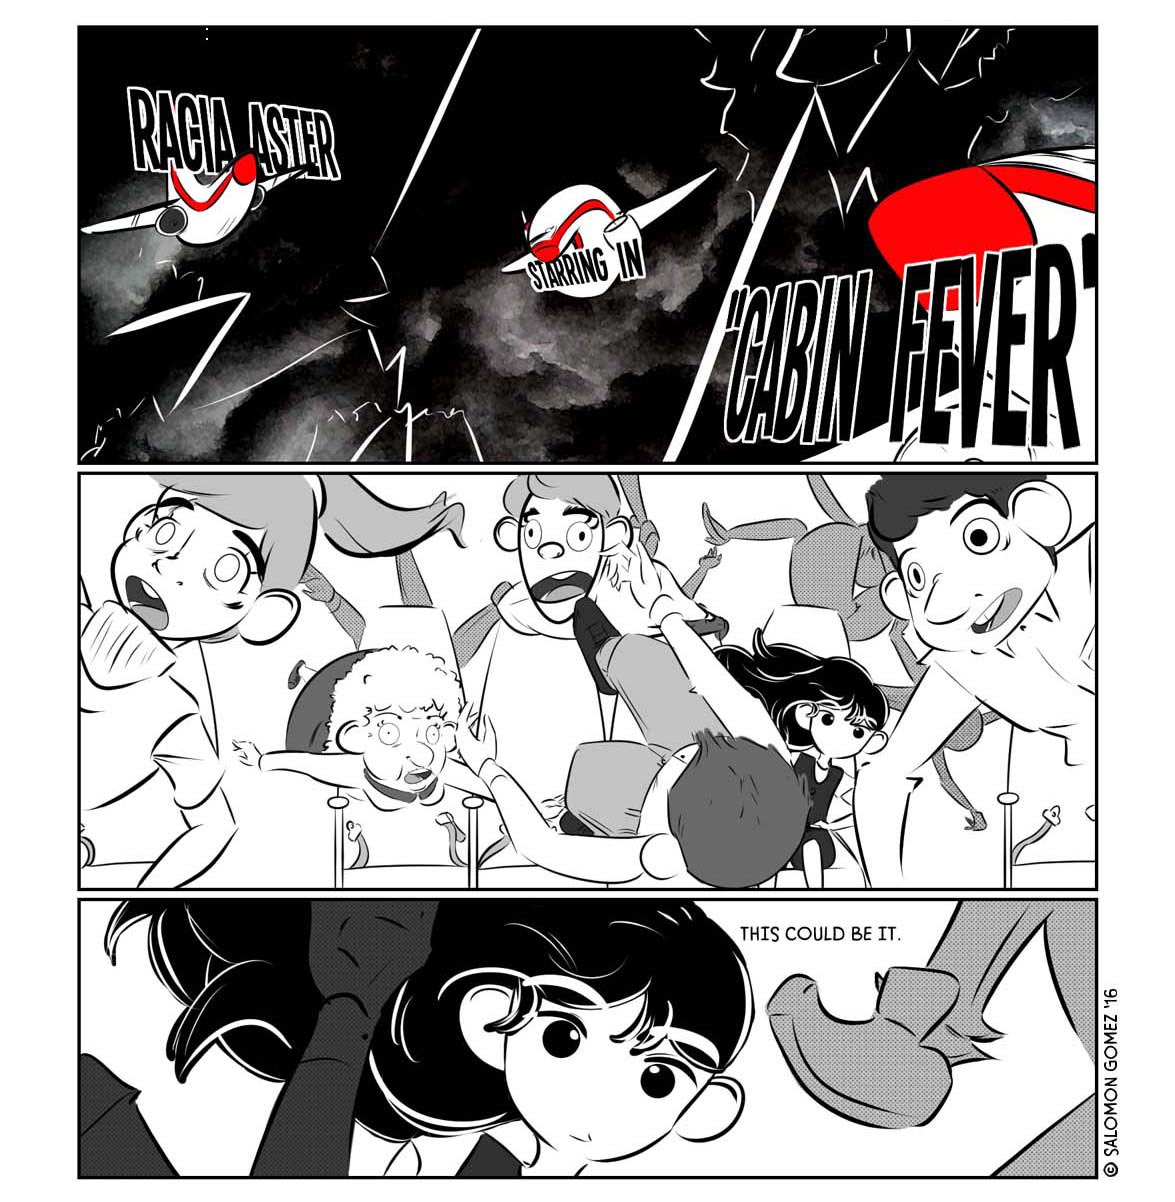 RACIA ASTER
STARRING IN
"CABIN FEVER"
THIS COULD BE IT.
© SALOMON GOMEZ '16